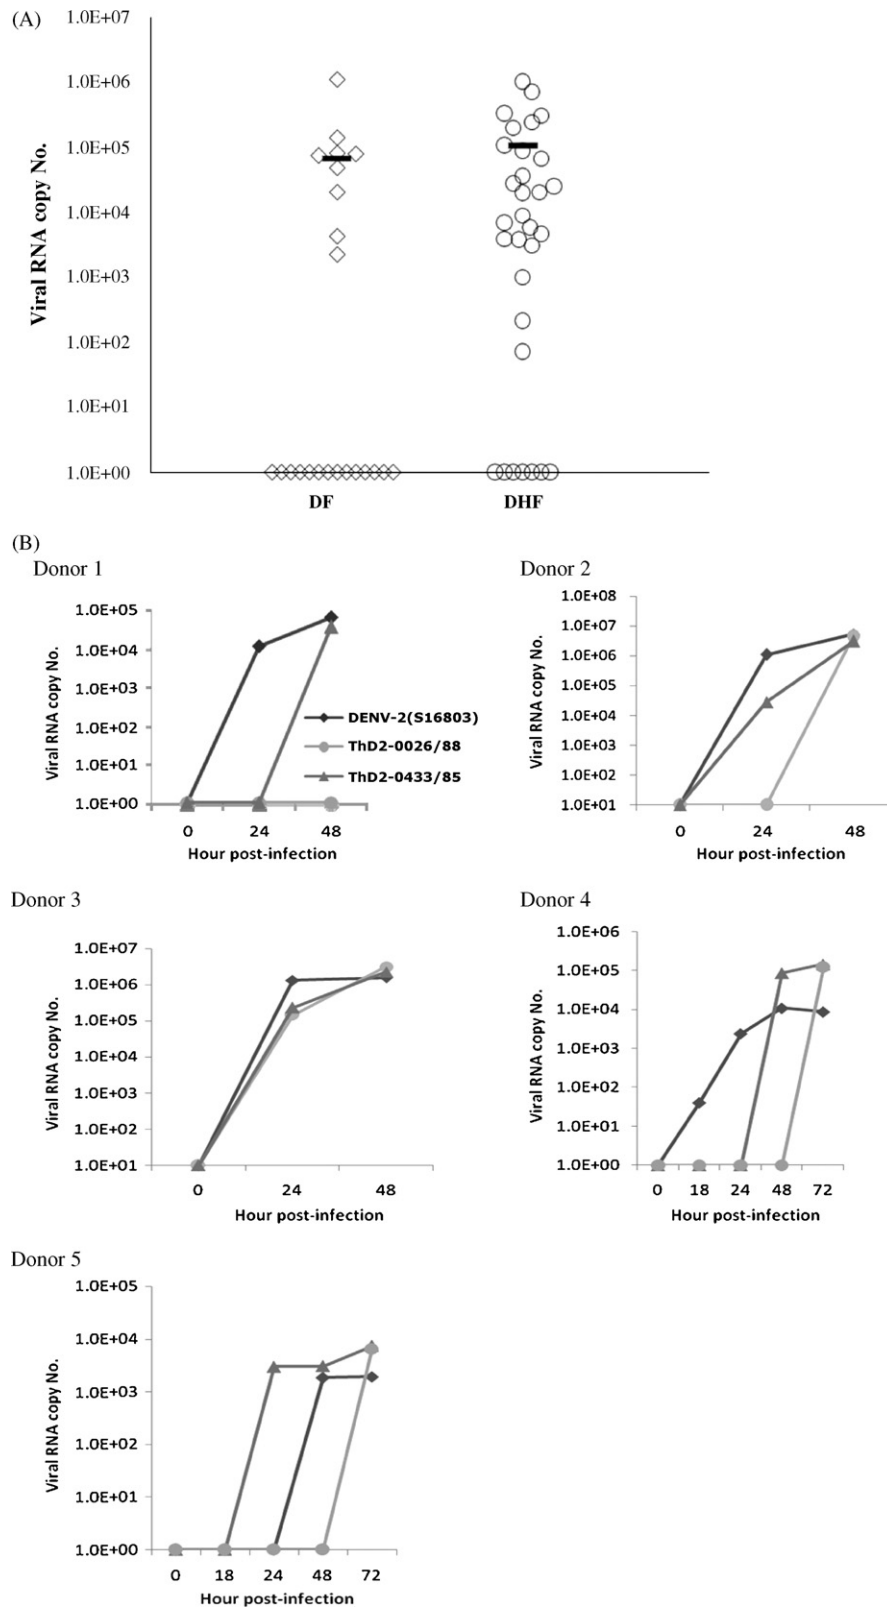 (A)
Viral RNA copy No.
1.0E+07
1.0E+06
1.0E+05
1.0E+04
1.0E+03
1.0E+02
1.0E+01
1.0E+00
DF DHF
(B)
Donor 1
Viral RNA copy No.
1.0E+05
1.0E+04
1.0E+03
1.0E+02
1.0E+01
1.0E+00
DENV-2(S16803)
ThD2-0026/88
ThD2-0433/85
0 24 48
Hour post-infection
Donor 2
Viral RNA copy No.
1.0E+08
1.0E+07
1.0E+06
1.0E+05
1.0E+04
1.0E+03
1.0E+02
1.0E+01
0 24 48
Hour post-infection
Donor 3
Viral RNA copy No.
1.0E+07
1.0E+06
1.0E+05
1.0E+04
1.0E+03
1.0E+02
1.0E+01
0 24 48
Hour post-infection
Donor 4
Viral RNA copy No.
1.0E+06
1.0E+05
1.0E+04
1.0E+03
1.0E+02
1.0E+01
1.0E+00
0 18 24 48 72
Hour post-infection
Donor 5
Viral RNA copy No.
1.0E+05
1.0E+04
1.0E+03
1.0E+02
1.0E+01
1.0E+00
0 18 24 48 72
Hour post-infection